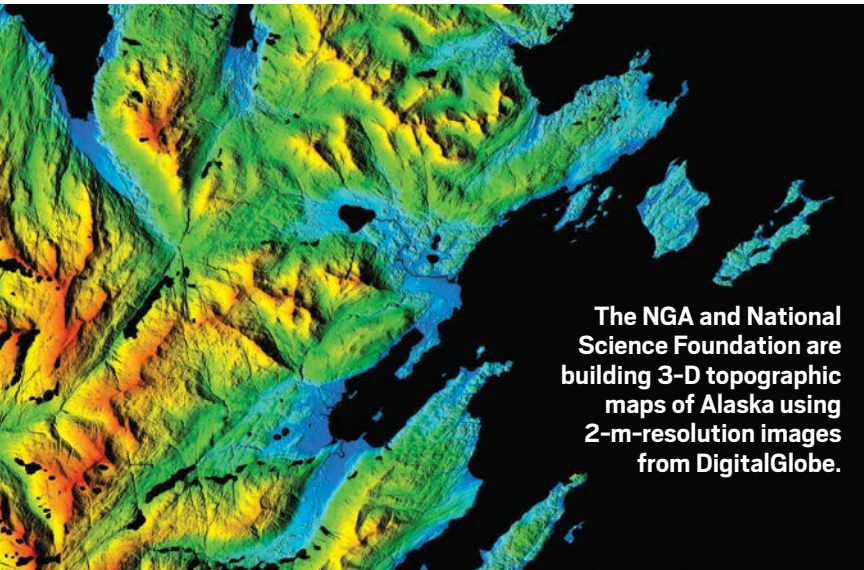 The NGA and National
Science Foundation are
building 3-D topographic
maps of Alaska using
2-m-resolution images
from DigitalGlobe.